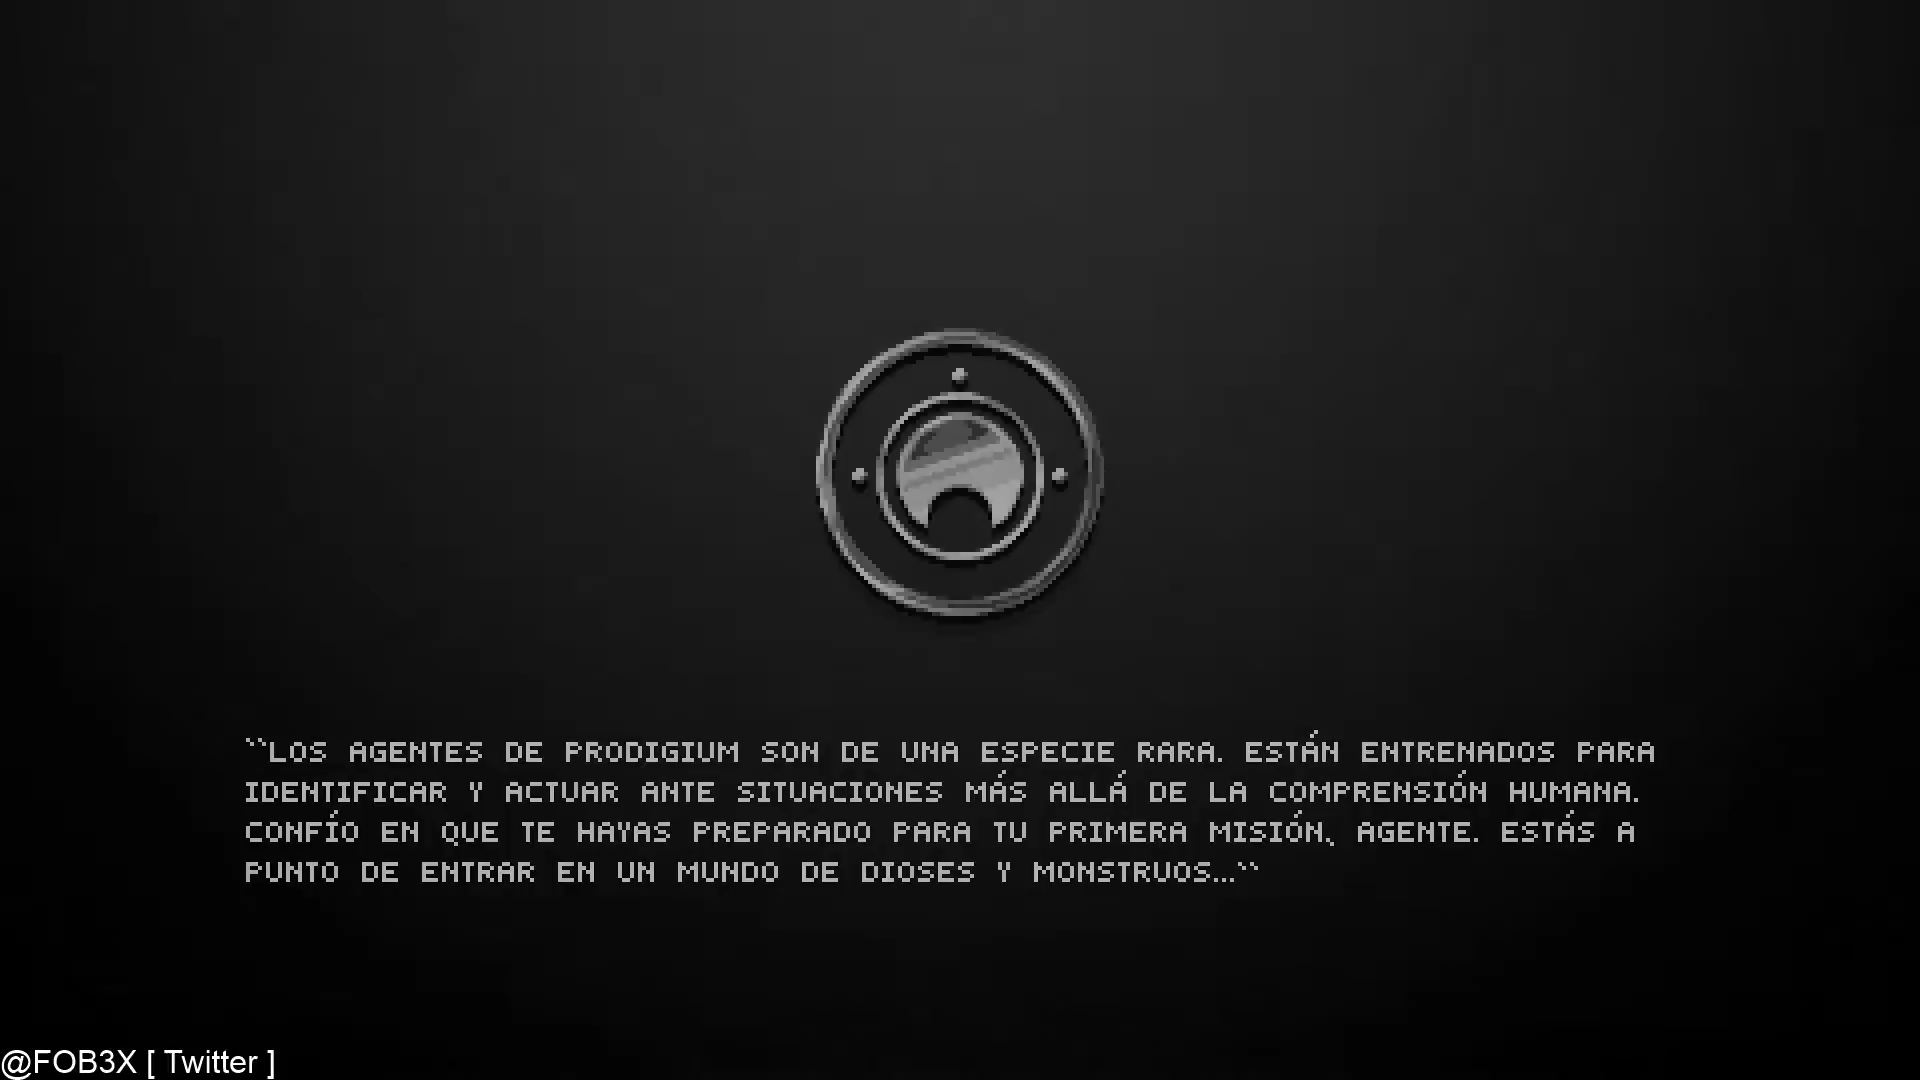 ``LOS AGENTES DE PRODIGIUM SON DE UNA ESPECIE RARA. ESTÁN ENTRENADOS PARA
IDENTIFICAR Y ACTUAR ANTE SITUACIONES MÁS ALLÁ DE LA COMPRENSIÓN HUMANA.
CONFÍO EN QUE TE HAYAS PREPARADO PARA TU PRIMERA MISIÓN, AGENTE. ESTÁS A
PUNTO DE ENTRAR EN UN MUNDO DE DIOSES Y MONSTRUOS...``
@FOB3X [ Twitter ]